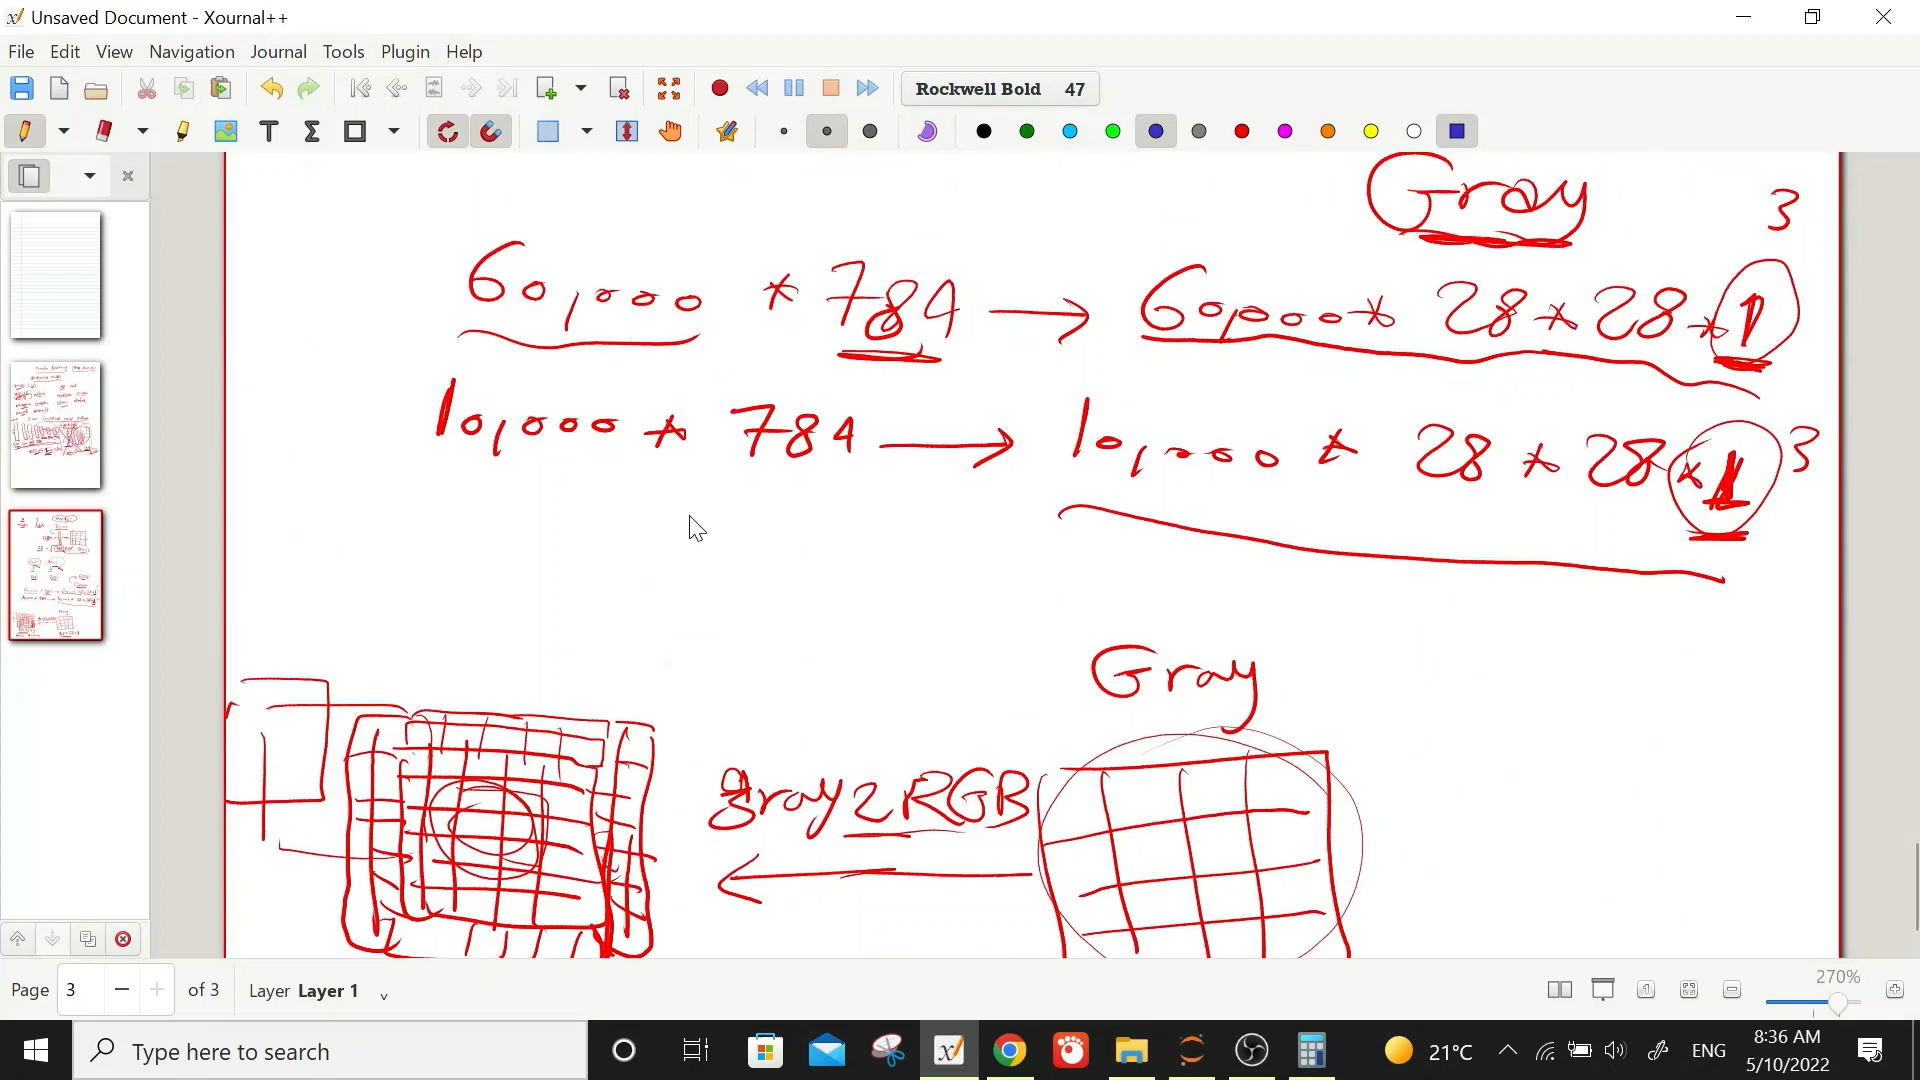 Unsaved Document - Xournal++
File Edit View Navigation Journal Tools Plugin Help
Rockwell Bold 47
Gray 3
60,000 * 784 → 60,000 * 28 * 28 * 1
10,000 * 784 → 10,000 * 28 * 28 * 1 3
Gray
gray2RGB
Page 3 of 3 Layer Layer 1
270%
Type here to search
21°C ENG
8:36 AM
5/10/2022